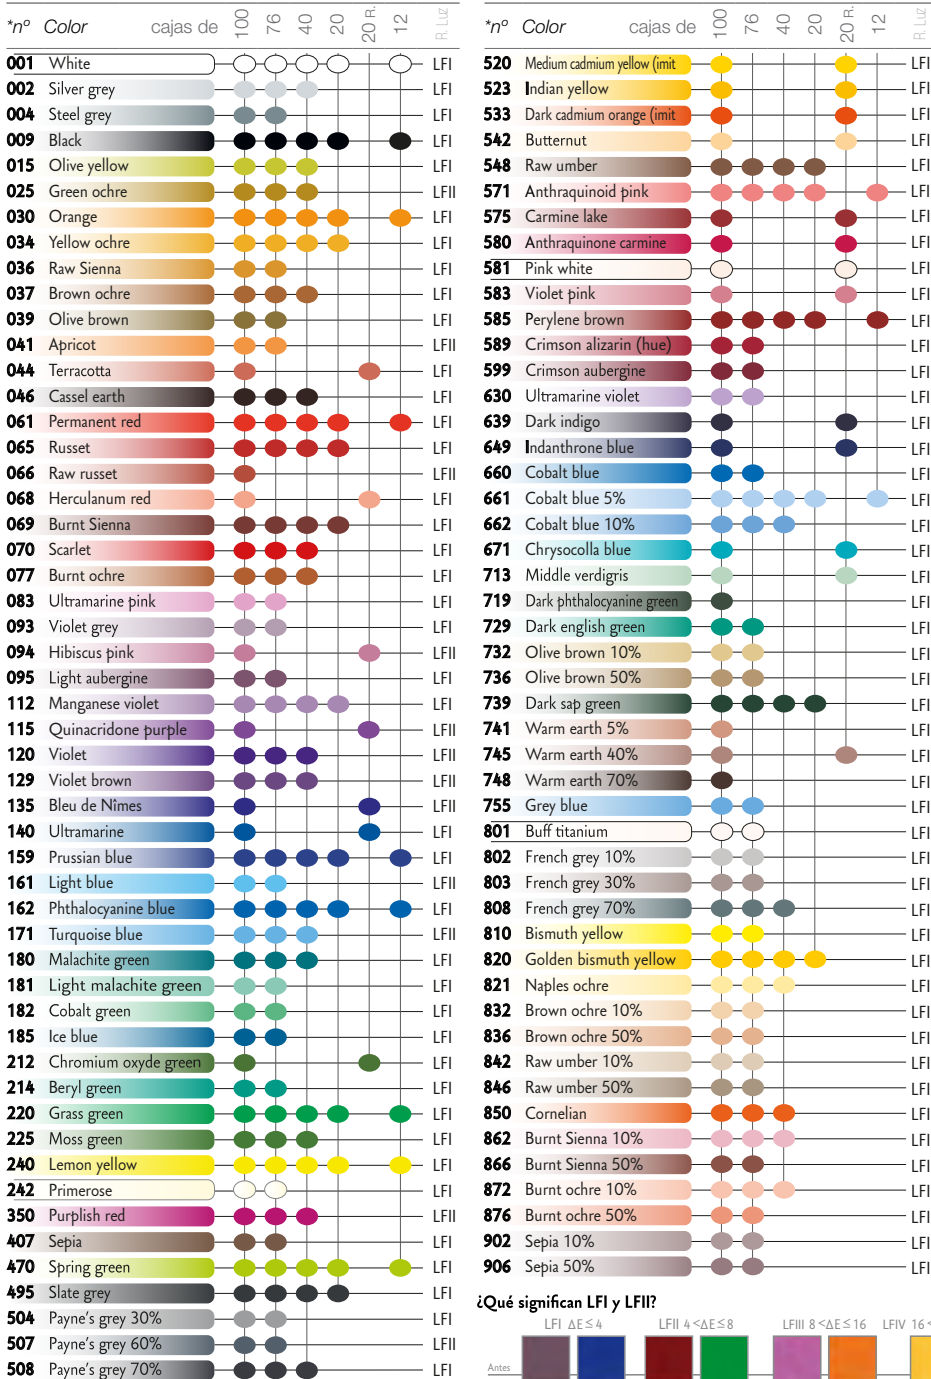 *nº Color cajas de 100 76 40 20 20 R. 12 R. Luz
001 White LFI
002 Silver grey LFI
004 Steel grey LFI
009 Black LFI
015 Olive yellow LFI
025 Green ochre LFII
030 Orange LFI
034 Yellow ochre LFI
036 Raw Sienna LFI
037 Brown ochre LFI
039 Olive brown LFI
041 Apricot LFII
044 Terracotta LFI
046 Cassel earth LFI
061 Permanent red LFI
065 Russet LFI
066 Raw russet LFII
068 Herculanum red LFI
069 Burnt Sienna LFI
070 Scarlet LFI
077 Burnt ochre LFI
083 Ultramarine pink LFI
093 Violet grey LFI
094 Hibiscus pink LFII
095 Light aubergine LFI
112 Manganese violet LFI
115 Quinacridone purple LFII
120 Violet LFII
129 Violet brown LFII
135 Bleu de Nîmes LFII
140 Ultramarine LFI
159 Prussian blue LFI
161 Light blue LFII
162 Phthalocyanine blue LFI
171 Turquoise blue LFII
180 Malachite green LFI
181 Light malachite green LFI
182 Cobalt green LFI
185 Ice blue LFI
212 Chromium oxyde green LFI
214 Beryl green LFI
220 Grass green LFI
225 Moss green LFI
240 Lemon yellow LFI
242 Primerose LFI
350 Purplish red LFII
407 Sepia LFI
470 Spring green LFI
495 Slate grey LFI
504 Payne's grey 30% LFI
507 Payne's grey 60% LFII
508 Payne's grey 70% LFI
*nº Color cajas de 100 76 40 20 20 R. 12 R. Luz
520 Medium cadmium yellow (imit LFI
523 Indian yellow LFI
533 Dark cadmium orange (imit LFI
542 Butternut LFI
548 Raw umber LFI
571 Anthraquinoid pink LFI
575 Carmine lake LFI
580 Anthraquinone carmine LFI
581 Pink white LFI
583 Violet pink LFI
585 Perylene brown LFI
589 Crimson alizarin (hue) LFI
599 Crimson aubergine LFI
630 Ultramarine violet LFI
639 Dark indigo LFI
649 Indanthrone blue LFI
660 Cobalt blue LFI
661 Cobalt blue 5% LFI
662 Cobalt blue 10% LFI
671 Chrysocolla blue LFI
713 Middle verdigris LFI
719 Dark phthalocyanine green LFI
729 Dark english green LFI
732 Olive brown 10% LFI
736 Olive brown 50% LFI
739 Dark sap green LFI
741 Warm earth 5% LFI
745 Warm earth 40% LFI
748 Warm earth 70% LFI
755 Grey blue LFI
801 Buff titanium LFI
802 French grey 10% LFI
803 French grey 30% LFI
808 French grey 70% LFI
810 Bismuth yellow LFI
820 Golden bismuth yellow LFI
821 Naples ochre LFI
832 Brown ochre 10% LFI
836 Brown ochre 50% LFI
842 Raw umber 10% LFI
846 Raw umber 50% LFI
850 Cornelian LFI
862 Burnt Sienna 10% LFI
866 Burnt Sienna 50% LFI
872 Burnt ochre 10% LFI
876 Burnt ochre 50% LFI
902 Sepia 10% LFI
906 Sepia 50% LFI
¿Qué significan LFI y LFII?
LFI ΔE ≤ 4 LFII 4 <ΔE ≤ 8 LFIII 8 <ΔE ≤ 16 LFIV 16 <
Antes